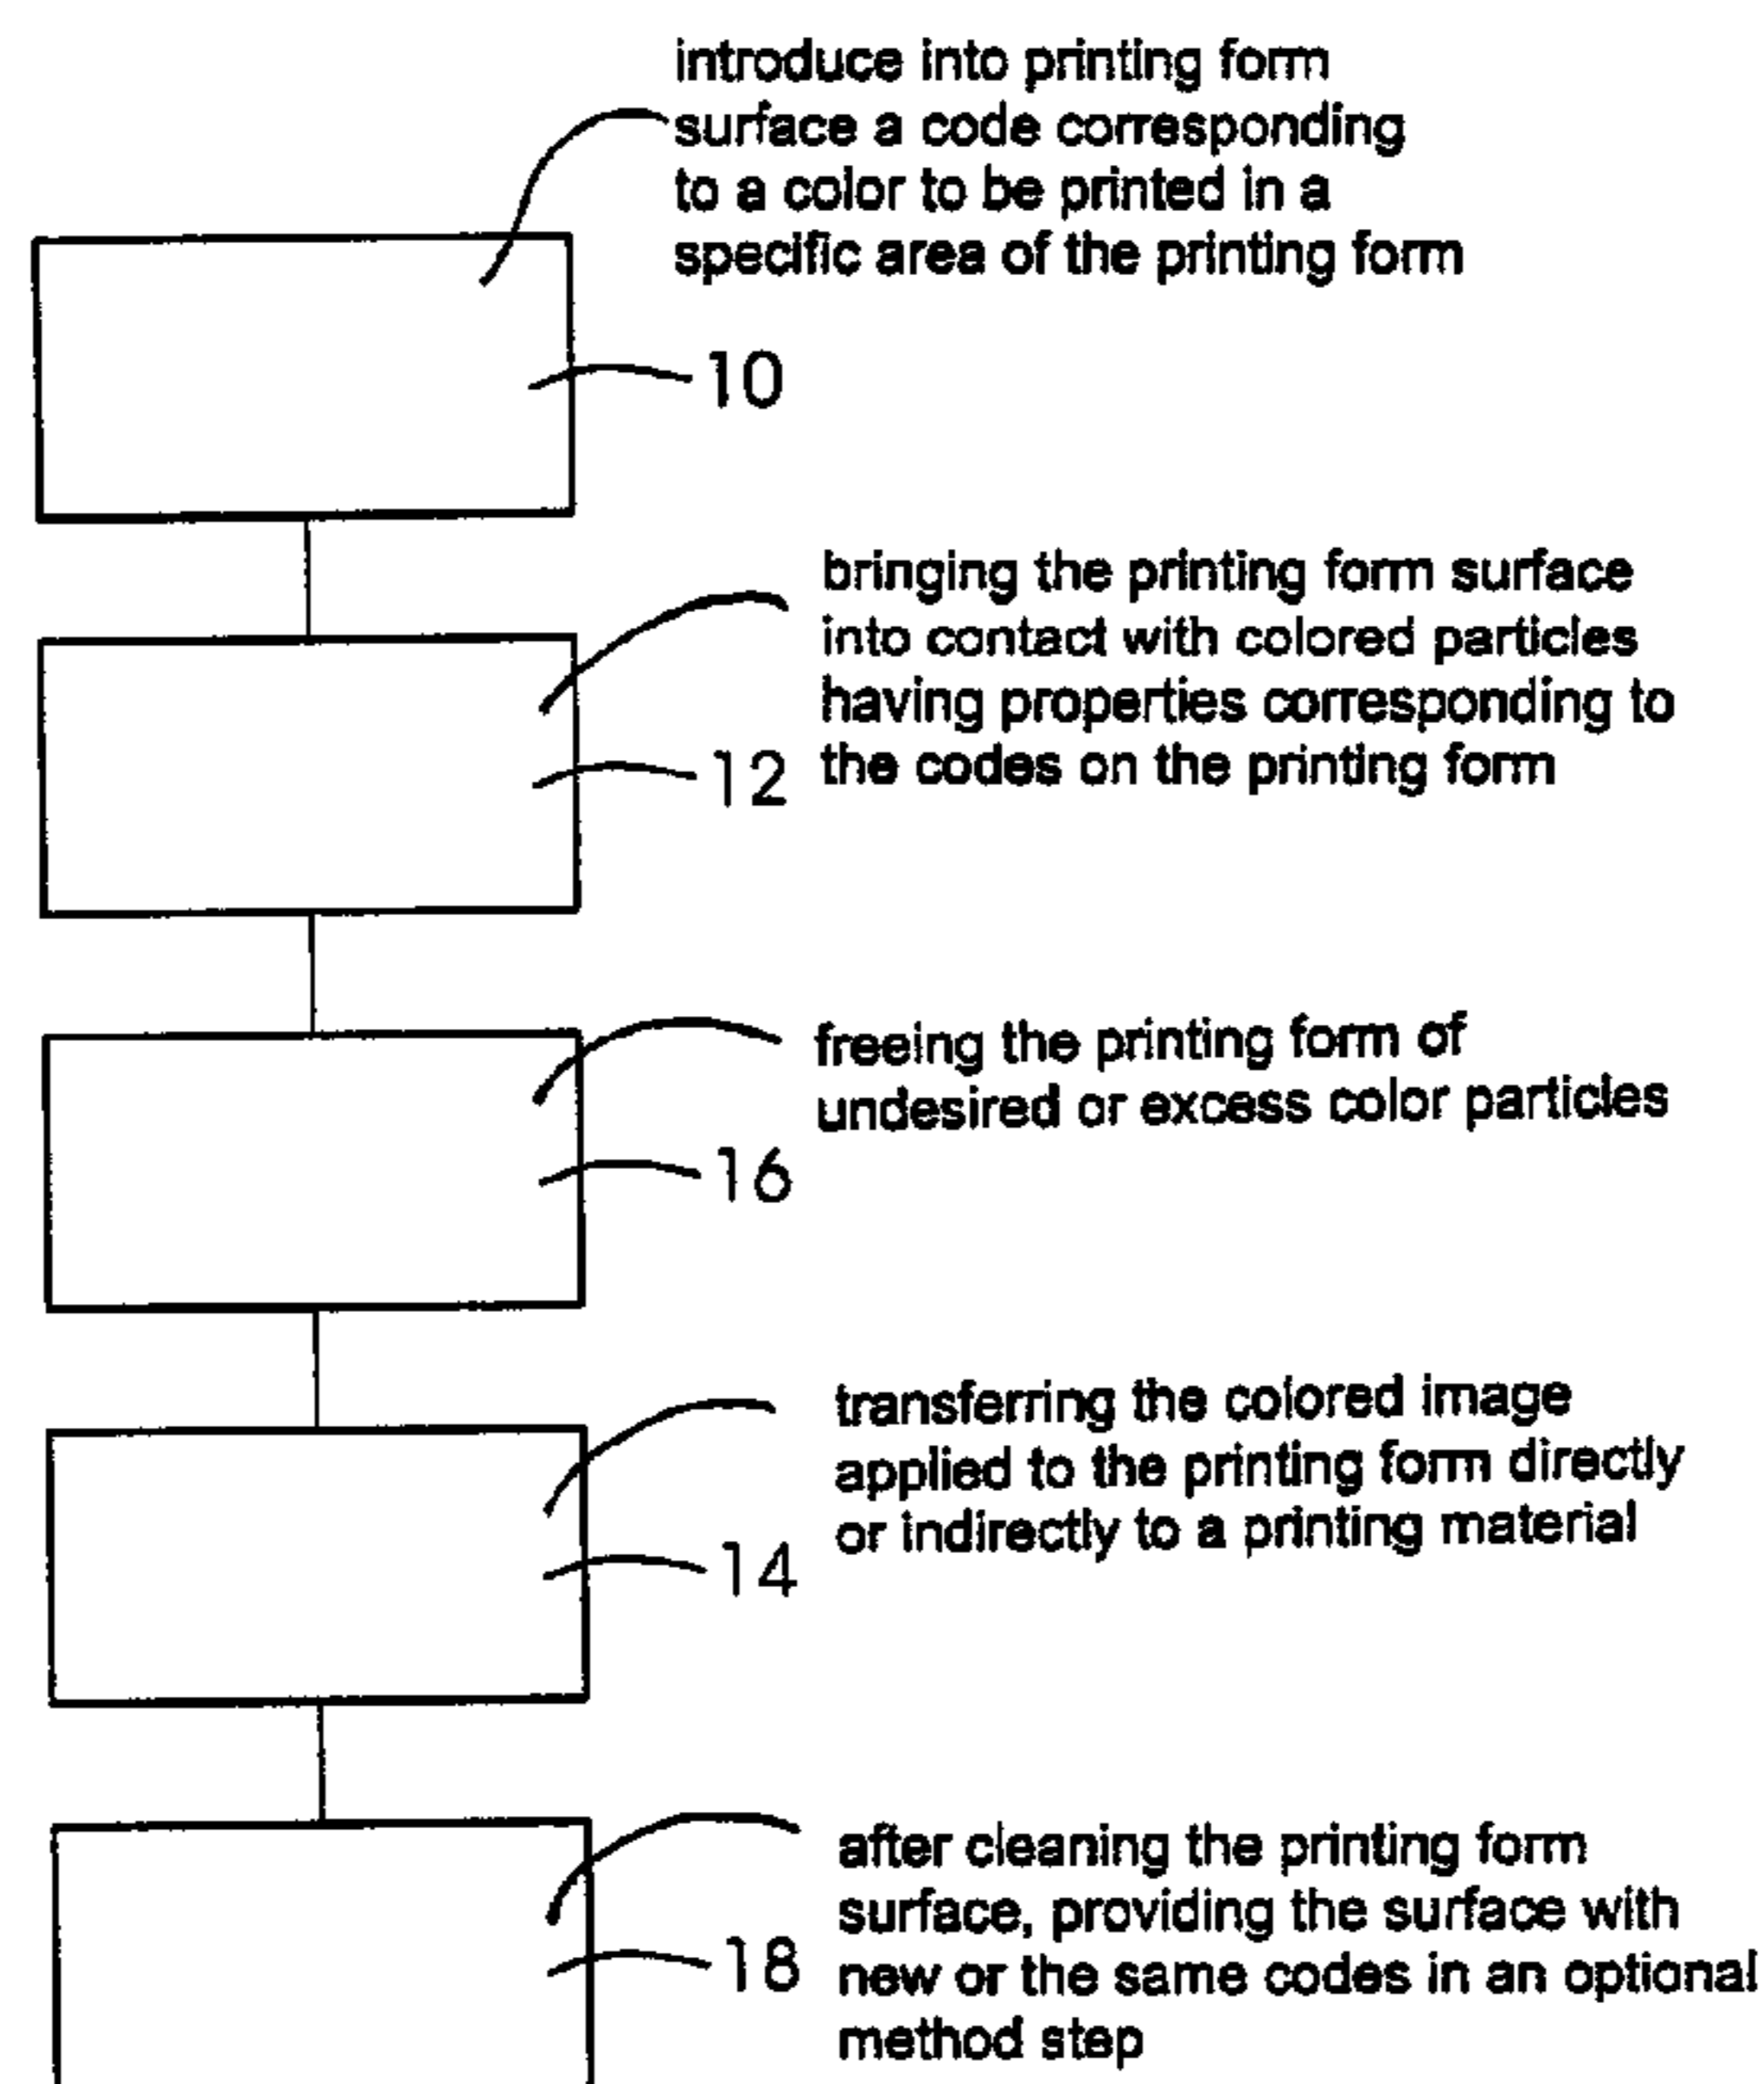 introduce into printing form
surface a code corresponding
to a color to be printed in a
specific area of the printing form
10
bringing the printing form surface
into contact with colored particles
having properties corresponding to
the codes on the printing form
12
freeing the printing form of
undesired or excess color particles
16
transferring the colored image
applied to the printing form directly
or indirectly to a printing material
14
after cleaning the printing form
surface, providing the surface with
new or the same codes in an optional
method step
18